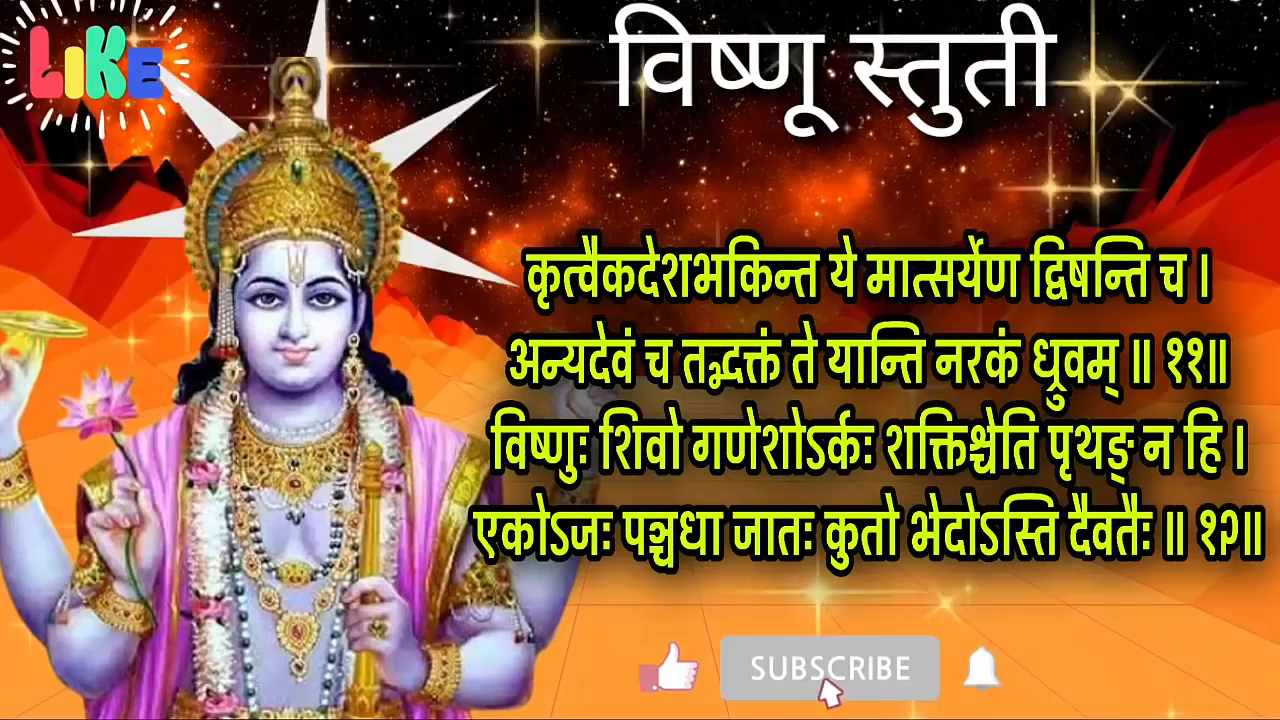 LIKE
विष्णू स्तुती
कृत्वैकदेशभकिन्त ये मात्सर्येण द्विषन्ति च ।
अन्यदेवं च तद्भक्तं ते यान्ति नरकं ध्रुवम् ॥ ११॥
विष्णुः शिवो गणेशोऽर्कः शक्तिश्चेति पृथङ् न हि ।
एकोऽजः पञ्चधा जातः कुतो भेदोऽस्ति दैवतैः ॥ १२॥
SUBSCRIBE